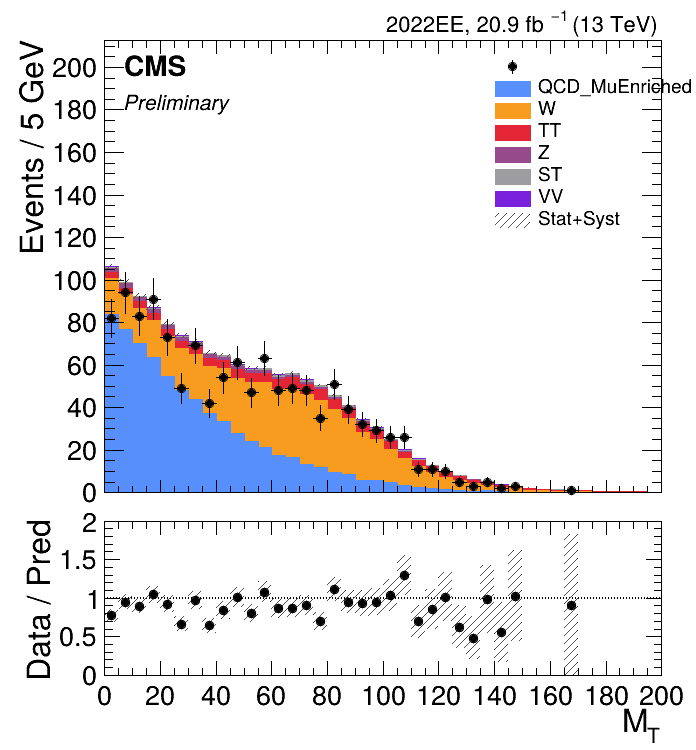 2022EE, 20.9 fb⁻¹ (13 TeV)
CMS
Preliminary
QCD_MuEnriched
W
TT
Z
ST
VV
Stat+Syst
Events / 5 GeV
200
180
160
140
120
100
80
60
40
20
0
Data / Pred
2
1.5
1
0.5
0
0 20 40 60 80 100 120 140 160 180 200
M_T